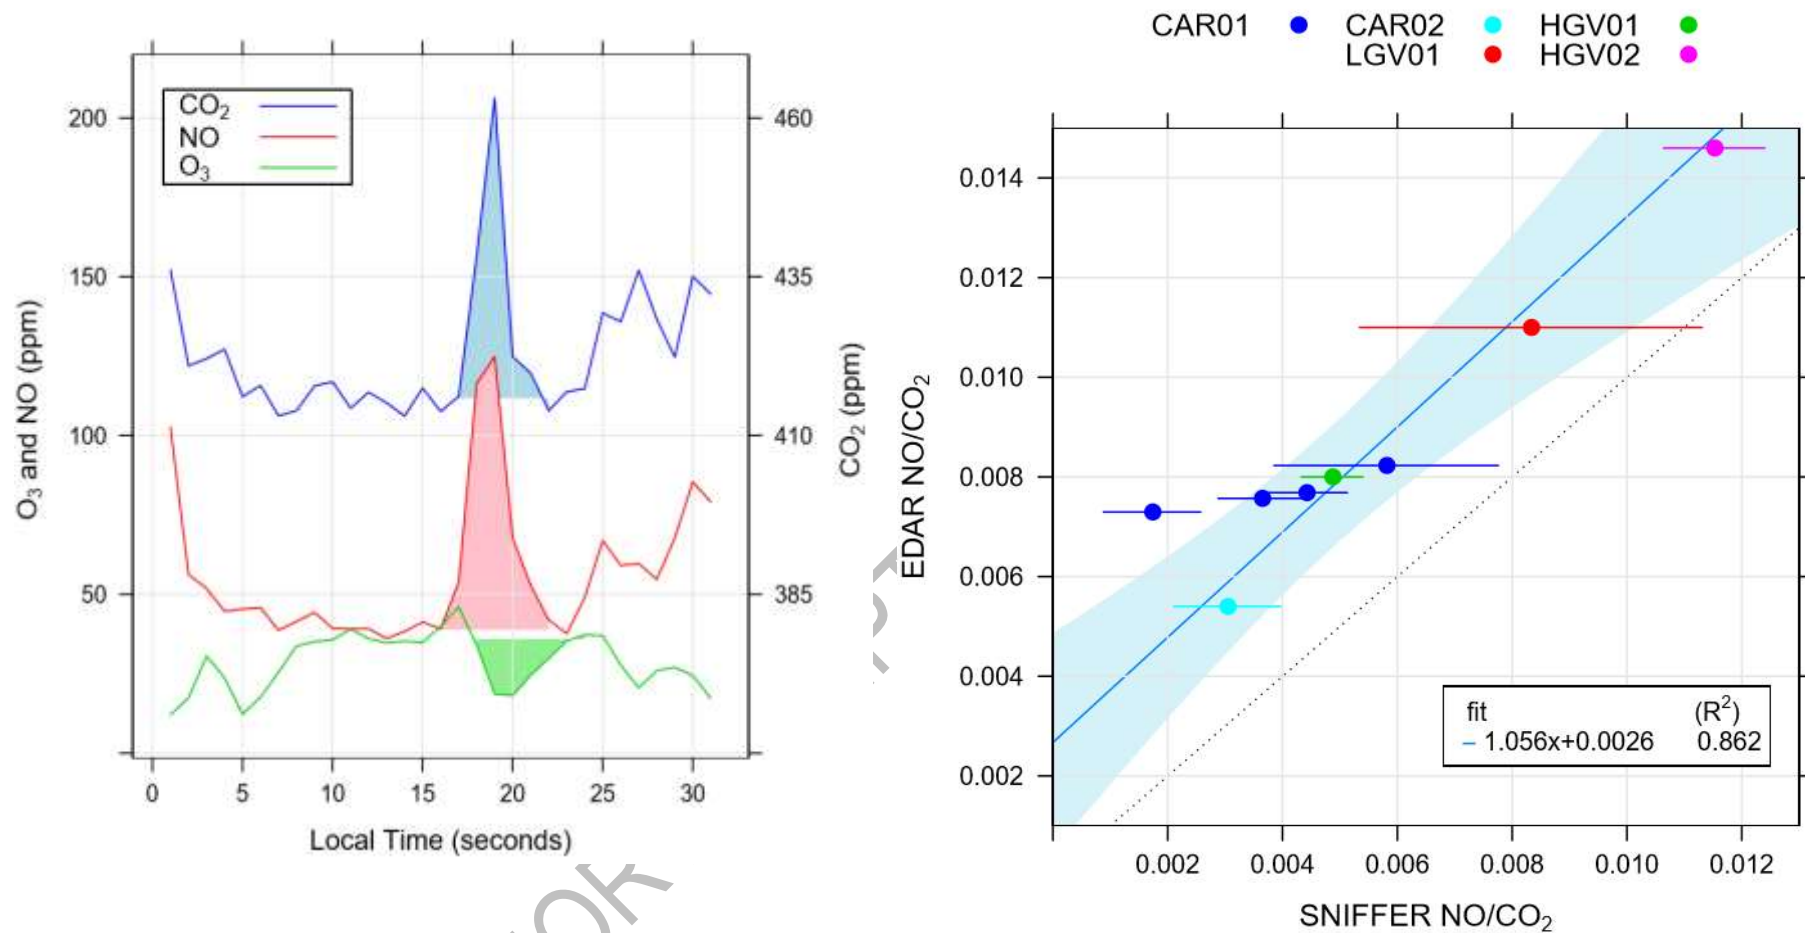 CO₂
NO
O₃
200
150
100
50
460
435
410
385
O₃ and NO (ppm)
CO₂ (ppm)
0 5 10 15 20 25 30
Local Time (seconds)
CAR01 CAR02 HGV01
LGV01 HGV02
0.014
0.012
0.010
0.008
0.006
0.004
0.002
EDAR NO/CO₂
fit (R²)
1.056x+0.0026 0.862
0.002 0.004 0.006 0.008 0.010 0.012
SNIFFER NO/CO₂